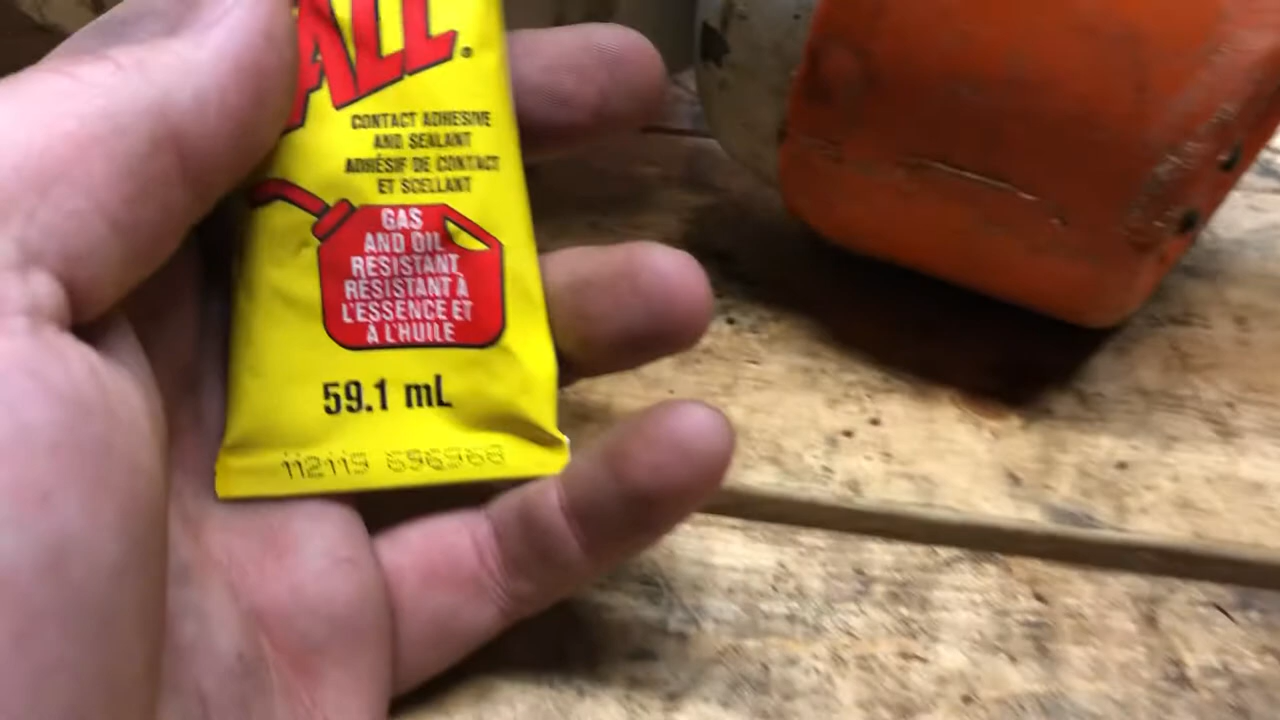 ALL®
CONTACT ADHESIVE
AND SEALANT
ADHÉSIF DE CONTACT
ET SCELLANT
GAS
AND OIL
RESISTANT
RÉSISTANT À
L'ESSENCE ET
À L'HUILE
59.1 mL
112119 696968